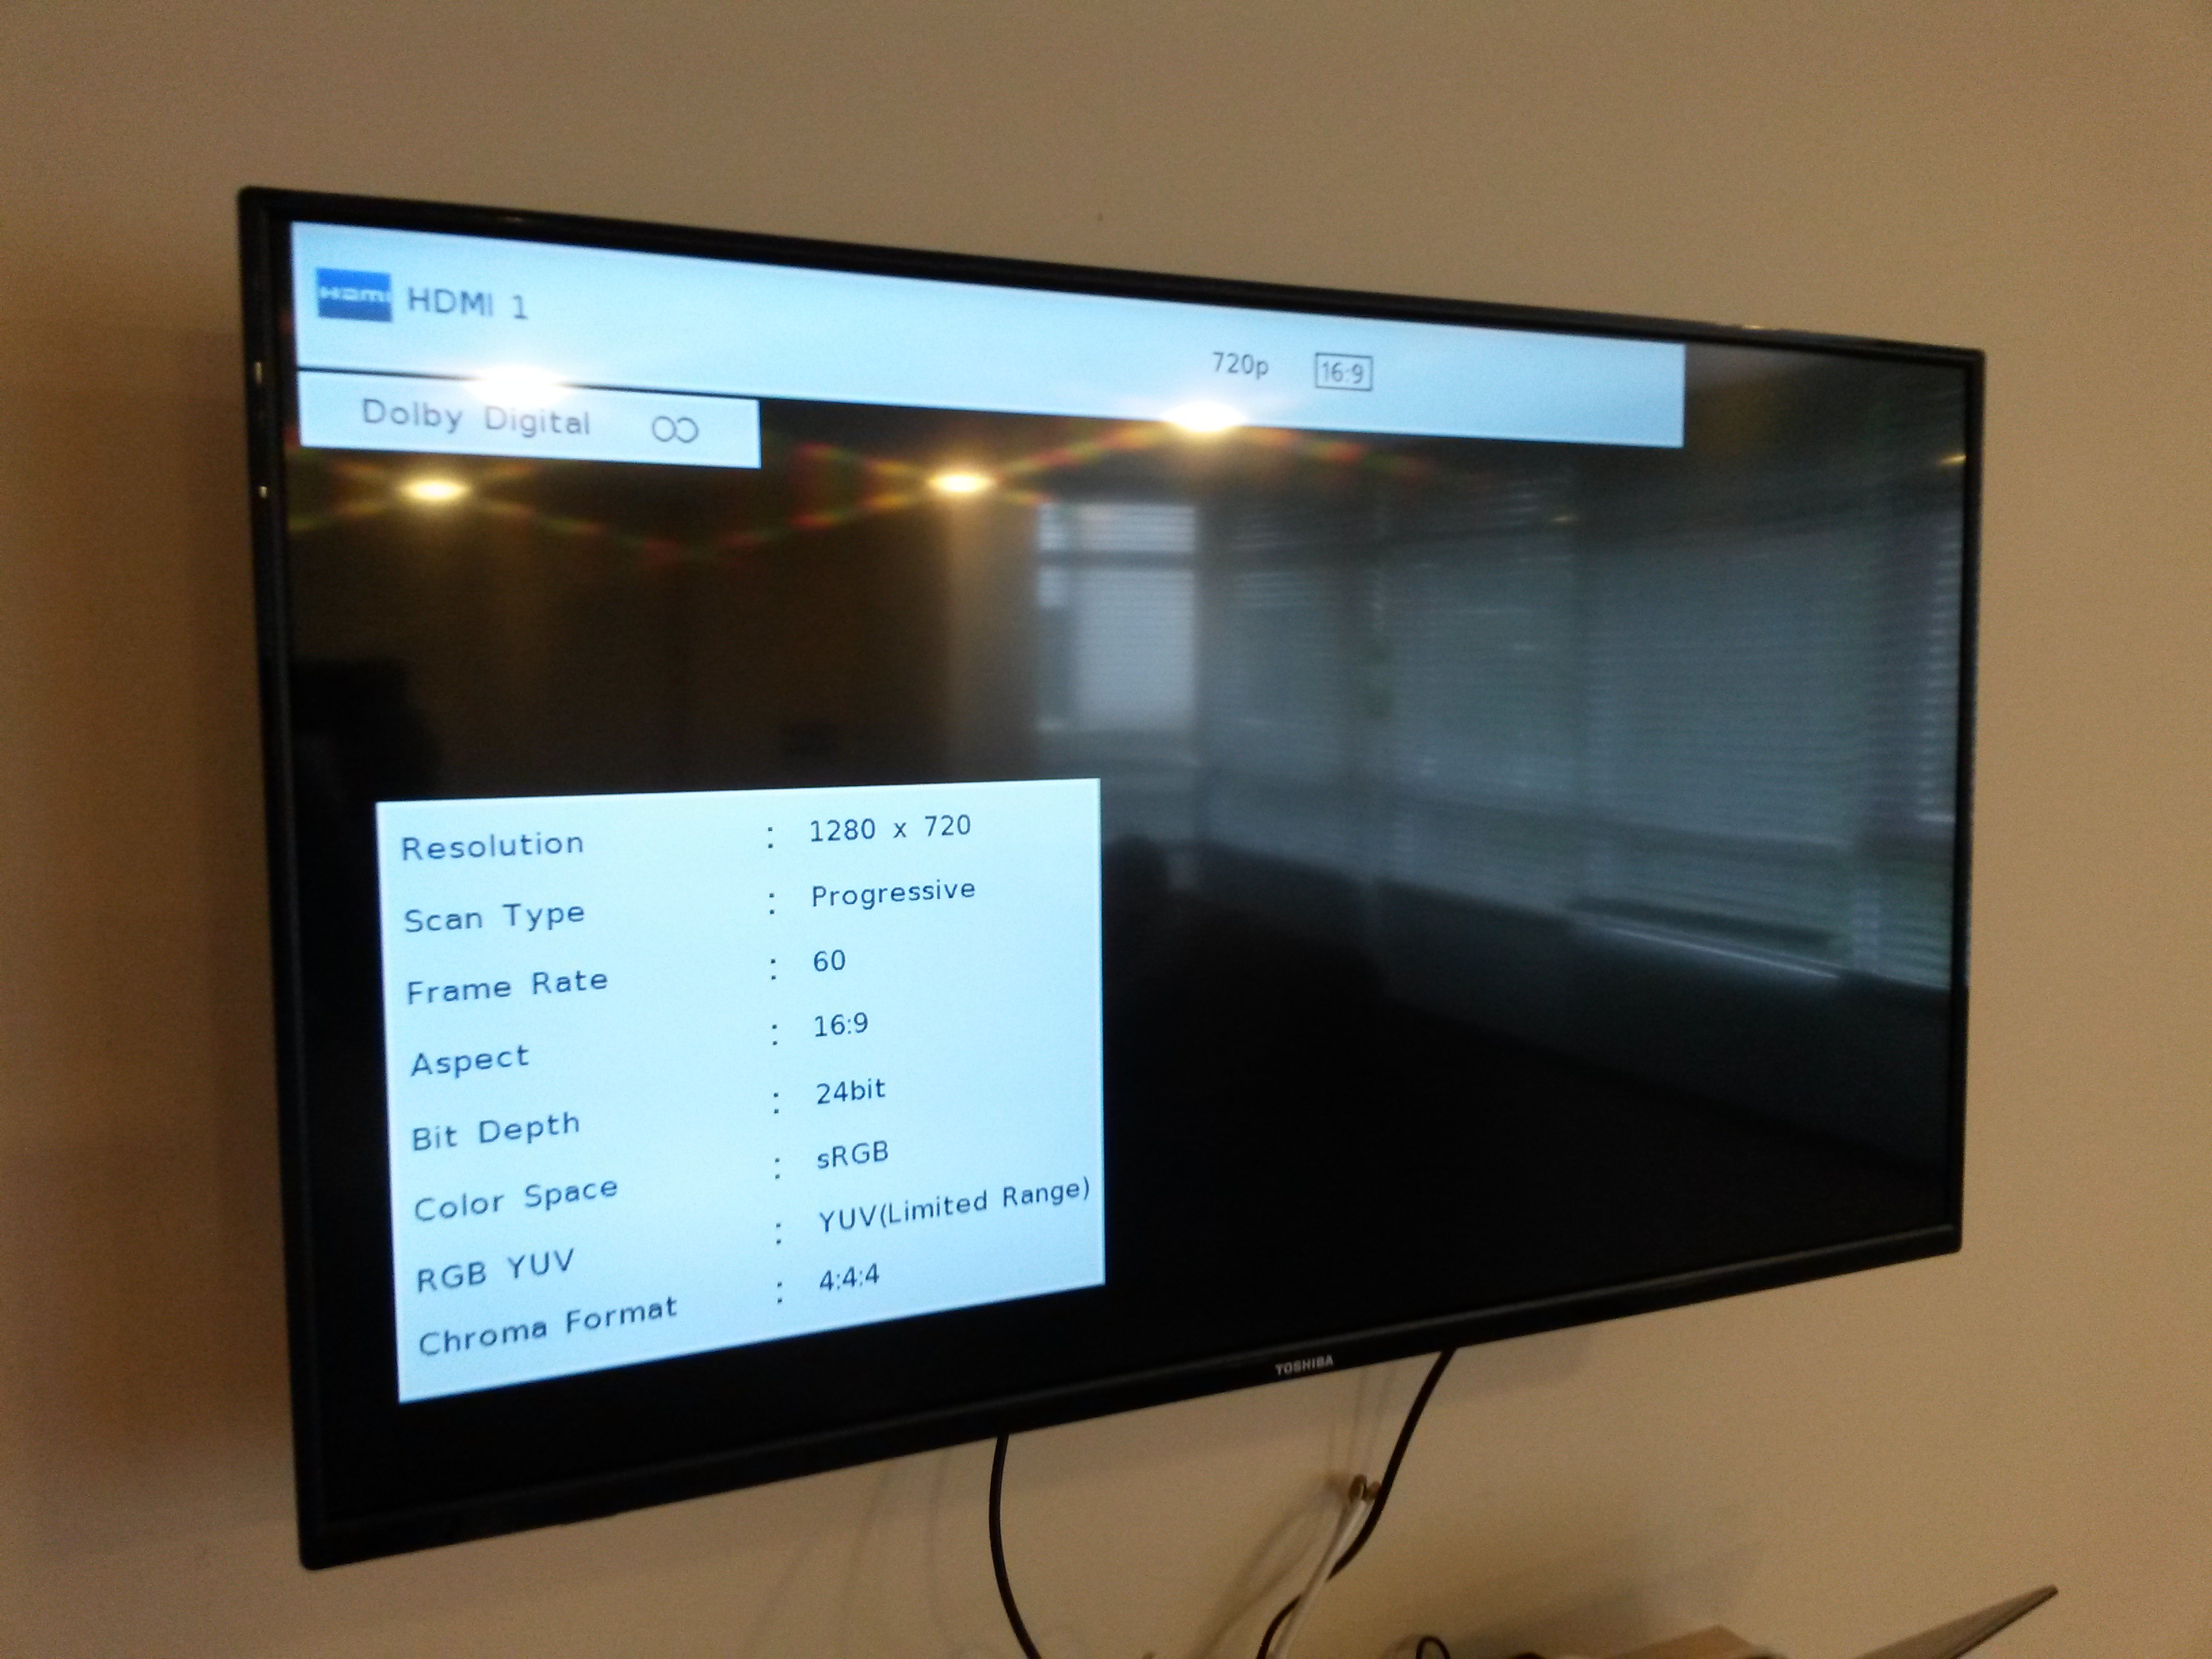 HDMI HDMI 1
720p 16:9
Dolby Digital
Resolution : 1280 x 720
Scan Type : Progressive
Frame Rate : 60
Aspect : 16:9
Bit Depth : 24bit
Color Space : sRGB
RGB YUV : YUV(Limited Range)
Chroma Format : 4:4:4
TOSHIBA